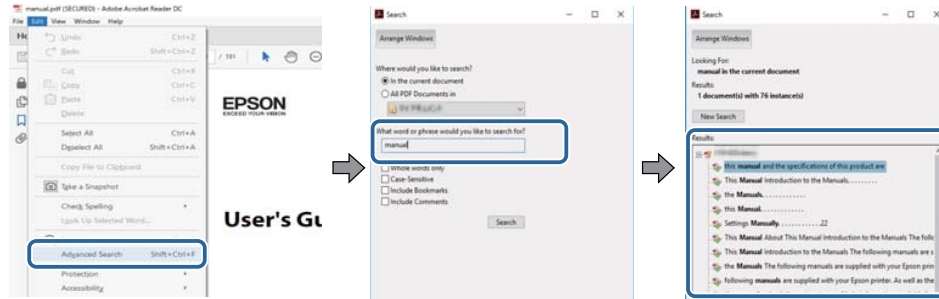 manual.pdf (SECURED) - Adobe Acrobat Reader DC
File Edit View Window Help
Undo Ctrl+Z
Redo Shift+Ctrl+Z
Cut Ctrl+X
Copy Ctrl+C
Paste Ctrl+V
Delete
Select All Ctrl+A
Deselect All Shift+Ctrl+A
Copy File to Clipboard
Take a Snapshot
Check Spelling
Look Up Selected Word...
Advanced Search Shift+Ctrl+F
Protection
Accessibility
/ 191
EPSON
EXCEED YOUR VISION
User's Gu
Search
Arrange Windows
Where would you like to search?
In the current document
All PDF Documents in
What word or phrase would you like to search for?
manual
Whole words only
Case-Sensitive
Include Bookmarks
Include Comments
Search
Search
Arrange Windows
Looking For:
manual in the current document
Results:
1 document(s) with 76 instance(s)
New Search
Results:
this manual and the specifications of this product are
This Manual Introduction to the Manuals. . . . . . . . .
the Manuals. . . . . . . . . . . .
this Manual. . . . . . . . . . . .
Settings Manually. . . . . . . . . . . . 22
This Manual About This Manual Introduction to the Manuals The follo
This Manual Introduction to the Manuals The following manuals are s
the Manuals The following manuals are supplied with your Epson prin
following manuals are supplied with your Epson printer. As well as the